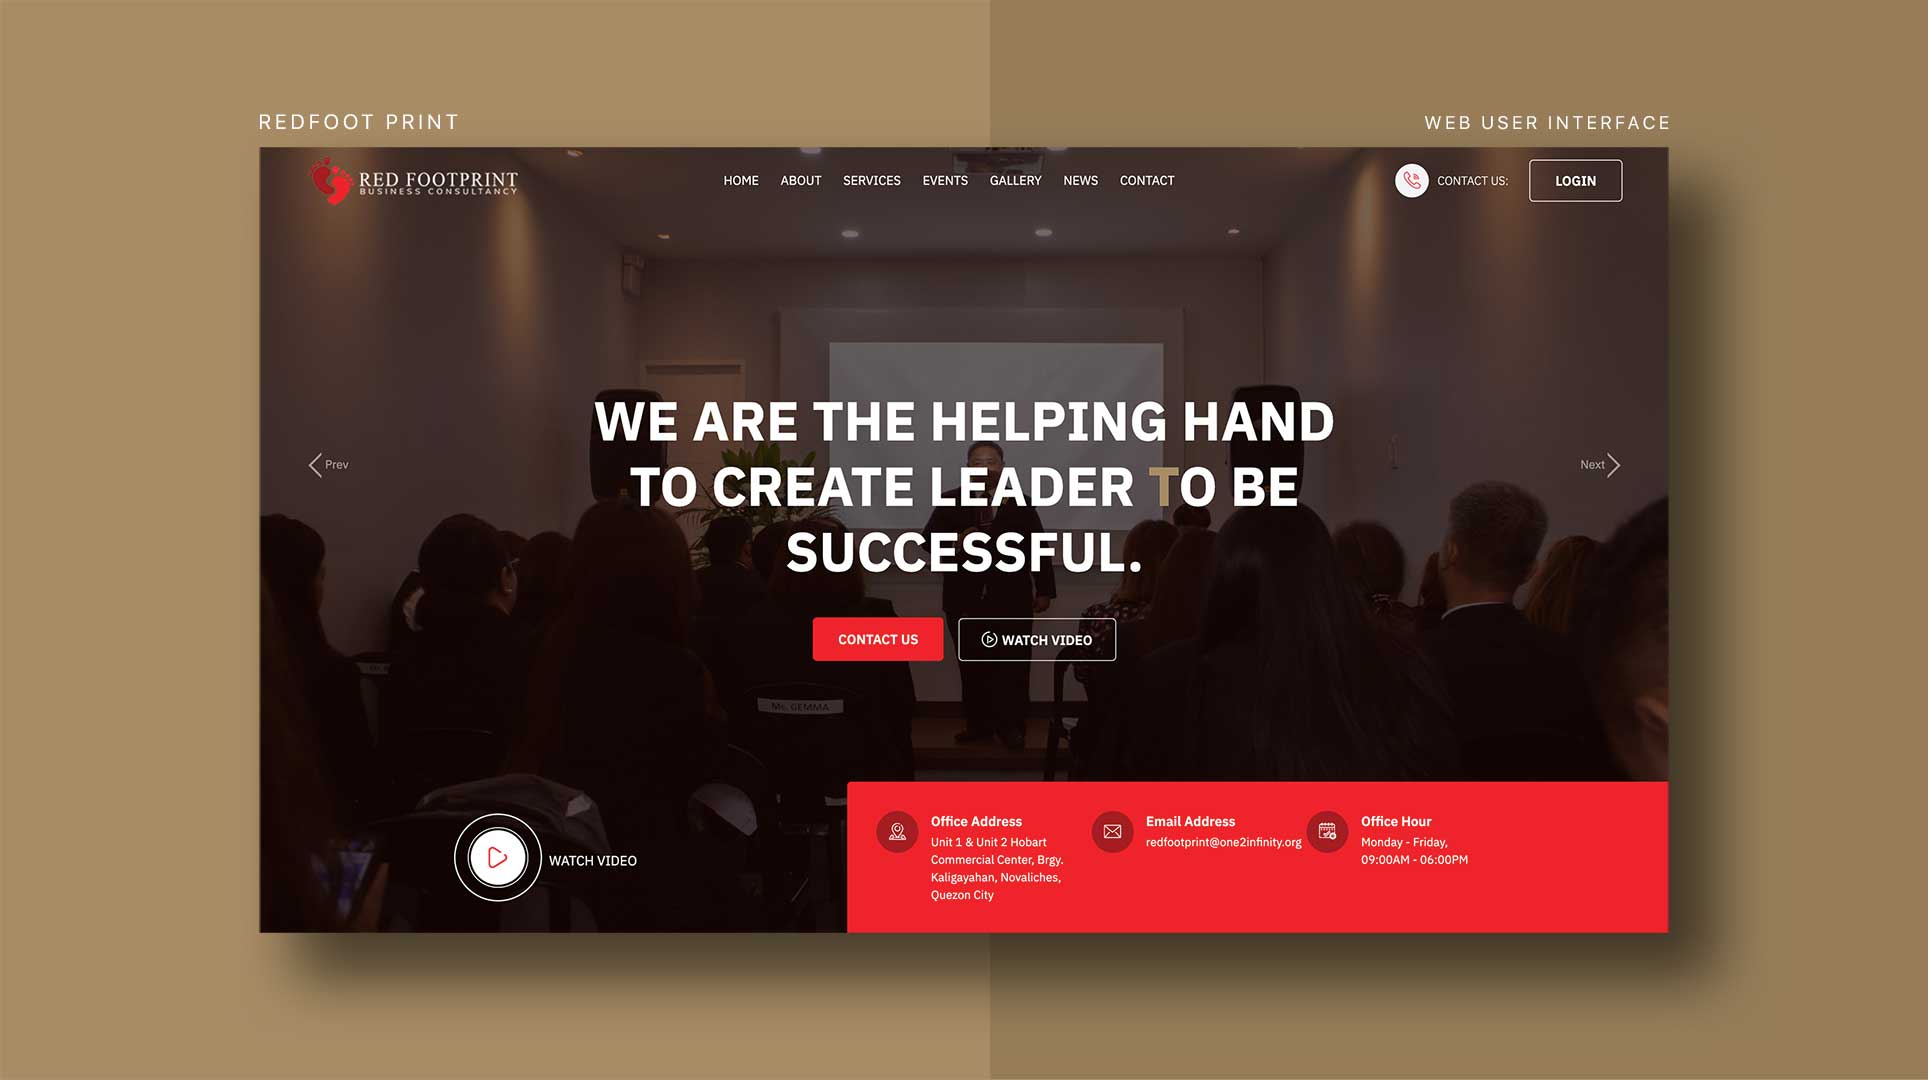 REDFOOT PRINT
WEB USER INTERFACE
RED FOOTPRINT
BUSINESS CONSULTANCY
HOME ABOUT SERVICES EVENTS GALLERY NEWS CONTACT
CONTACT US:
LOGIN
WE ARE THE HELPING HAND
TO CREATE LEADER TO BE
SUCCESSFUL.
Prev
Next
CONTACT US
WATCH VIDEO
Ms. GEMMA
WATCH VIDEO
Office Address
Unit 1 & Unit 2 Hobart
Commercial Center, Brgy.
Kaligayahan, Novaliches,
Quezon City
Email Address
redfootprint@one2infinity.org
Office Hour
Monday - Friday,
09:00AM - 06:00PM